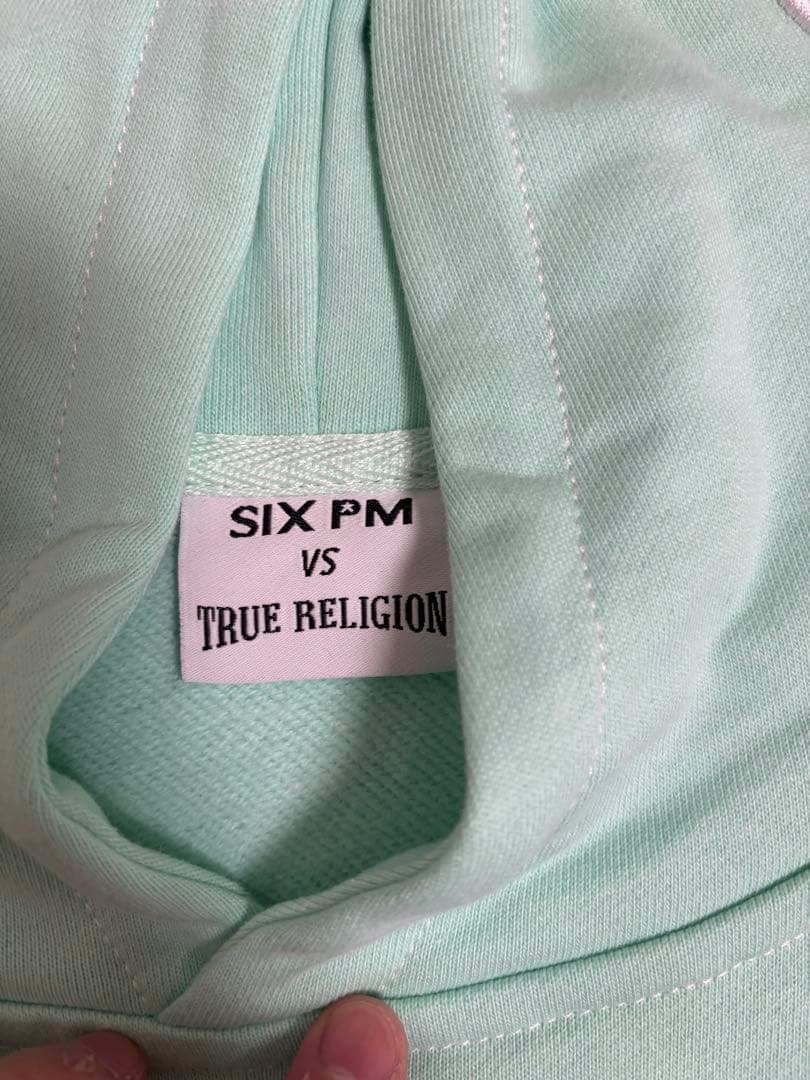 SIX PM
VS
TRUE RELIGION